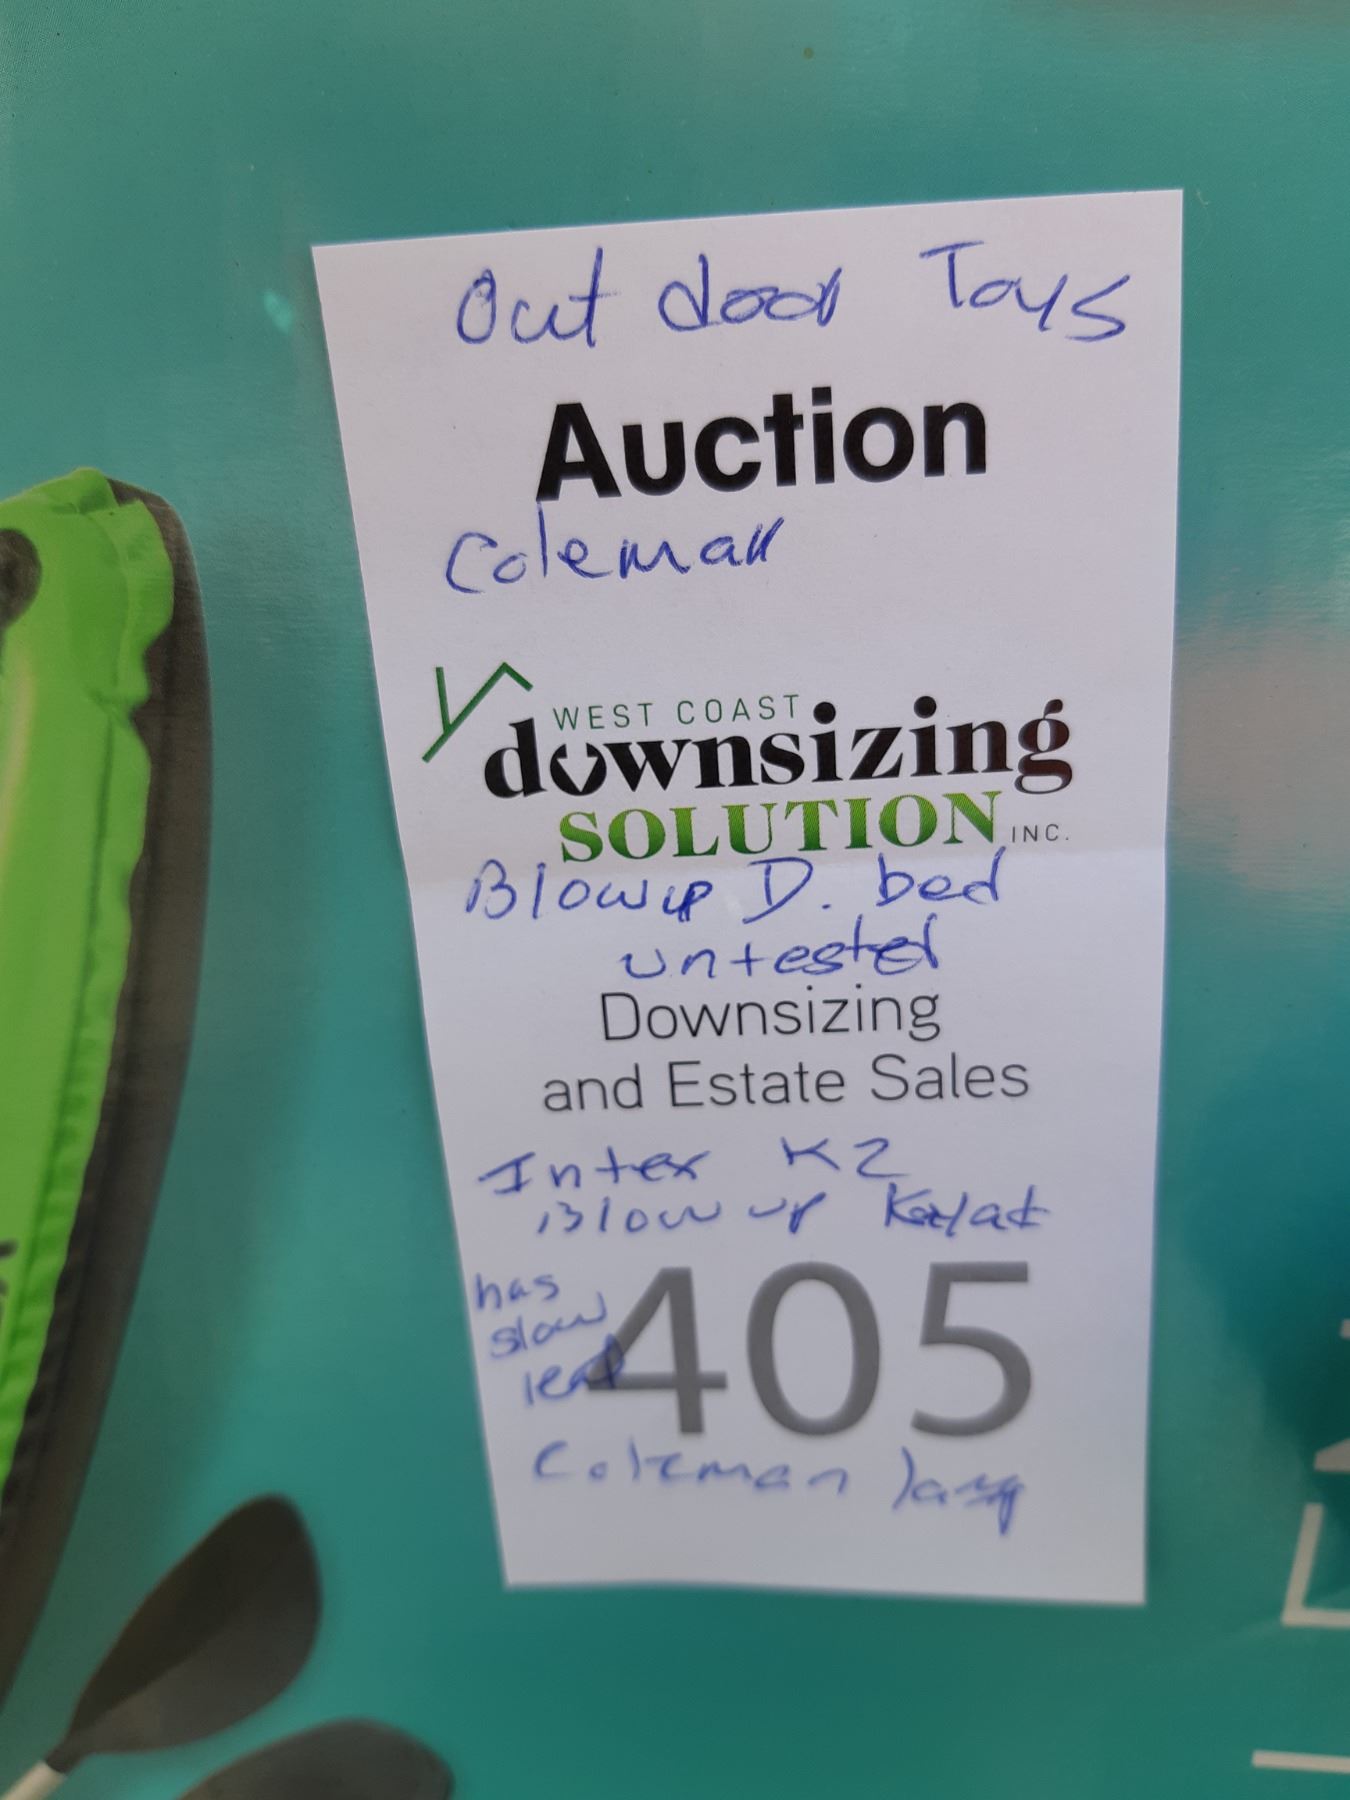 Out door Toys
Auction
Coleman
WEST COAST
downsizing
SOLUTION INC.
Blowup D. bed
untested
Downsizing
and Estate Sales
Intex K2
Blow up Kayak
has
slow
leak
405
Coleman